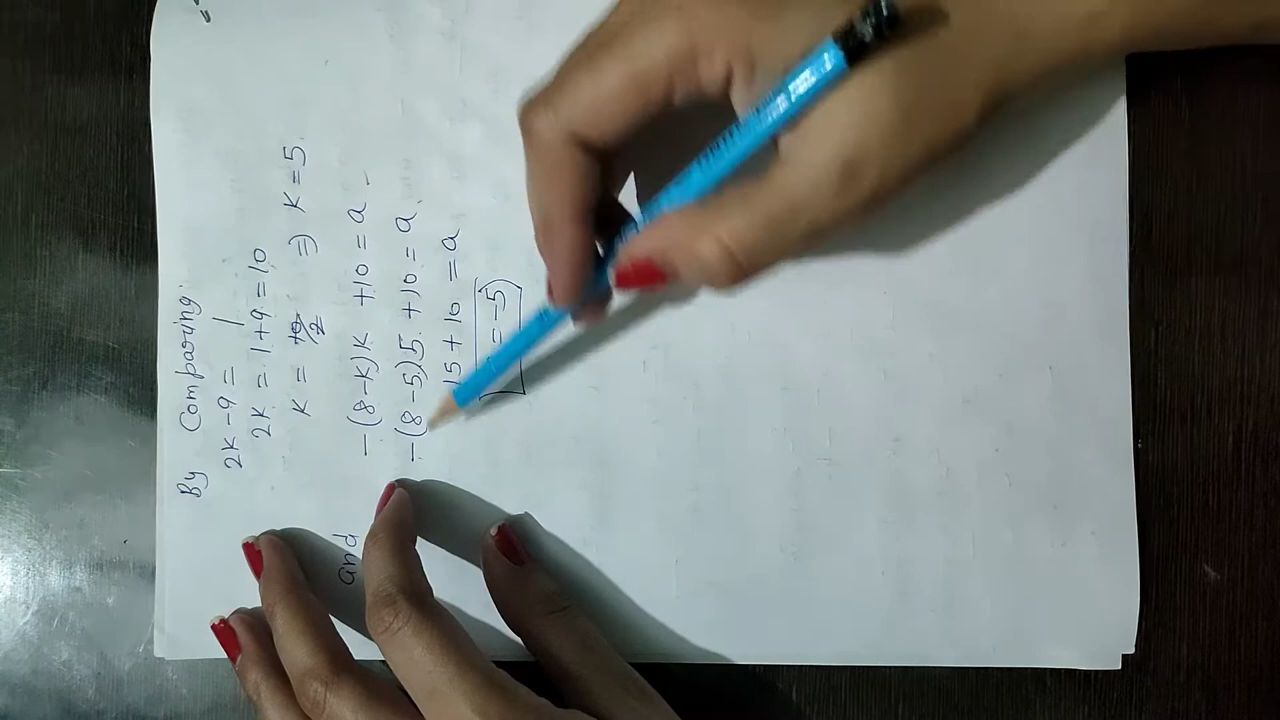 By Comparing.
2K - 9 = 1
2K = 1 + 9 = 10
K = 10/2 ⇒ K = 5.
and -(8-K)K + 10 = a
-(8-5)5 + 10 = a
15 + 10 = a
= -5